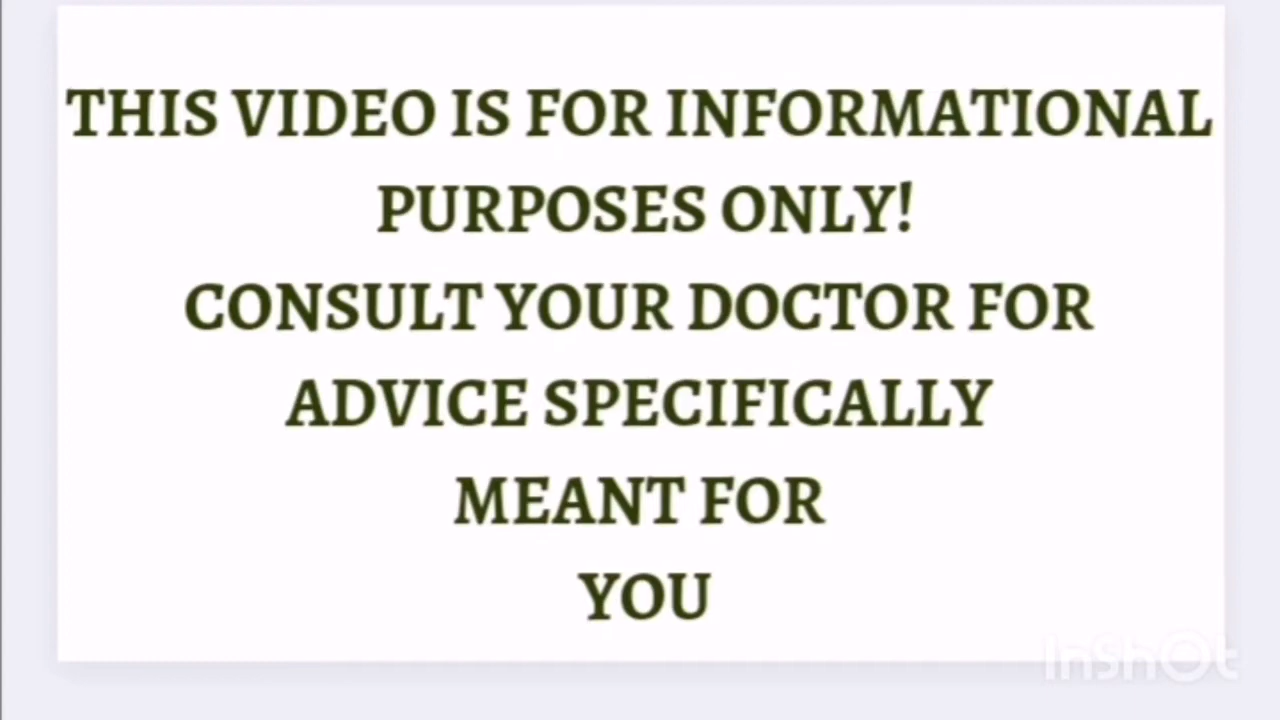 THIS VIDEO IS FOR INFORMATIONAL
PURPOSES ONLY!
CONSULT YOUR DOCTOR FOR
ADVICE SPECIFICALLY
MEANT FOR
YOU
InShOt